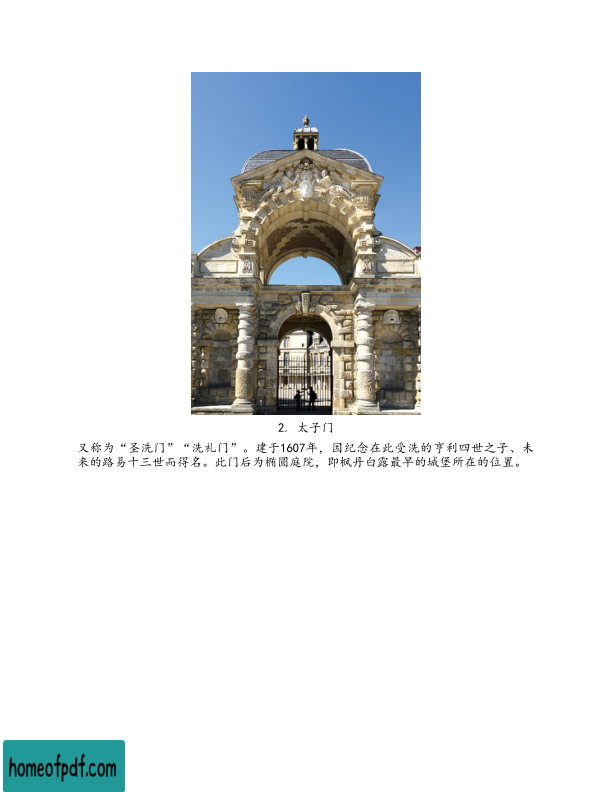 2. 太子门
又称为“圣洗门”“洗礼门”。建于1607年，因纪念在此受洗的亨利四世之子、未
来的路易十三世而得名。此门后为椭圆庭院，即枫丹白露最早的城堡所在的位置。
homeofpdf.com